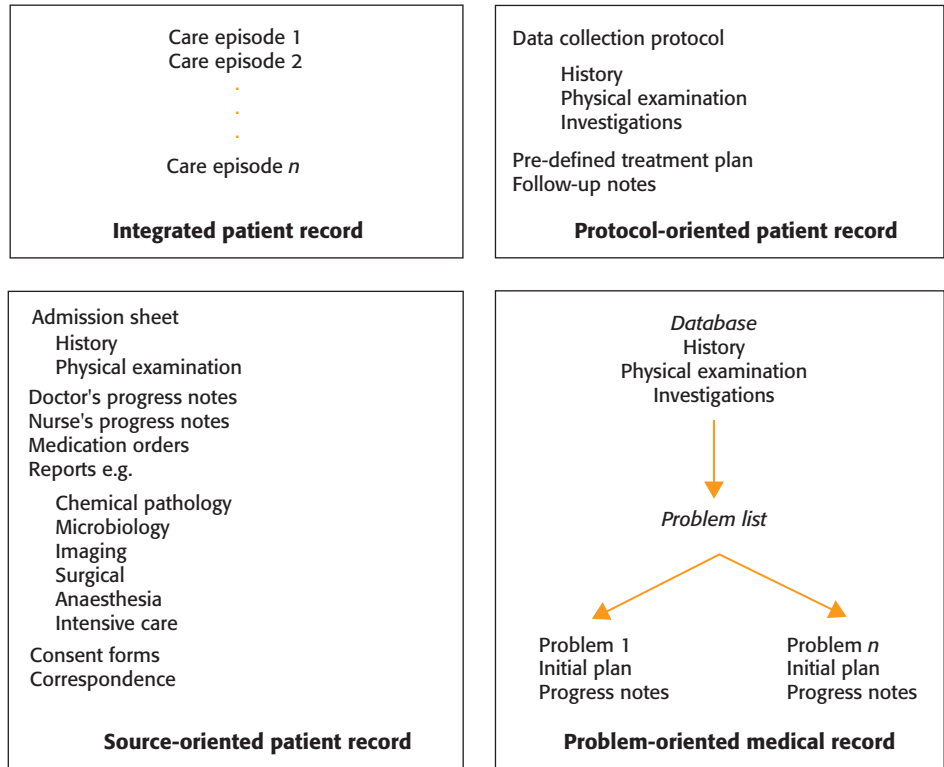 Care episode 1
Care episode 2
.
.
.
Care episode n
Integrated patient record
Data collection protocol
History
Physical examination
Investigations
Pre-defined treatment plan
Follow-up notes
Protocol-oriented patient record
Admission sheet
History
Physical examination
Doctor's progress notes
Nurse's progress notes
Medication orders
Reports e.g.
Chemical pathology
Microbiology
Imaging
Surgical
Anaesthesia
Intensive care
Consent forms
Correspondence
Source-oriented patient record
Database
History
Physical examination
Investigations
Problem list
Problem 1
Initial plan
Progress notes
Problem n
Initial plan
Progress notes
Problem-oriented medical record